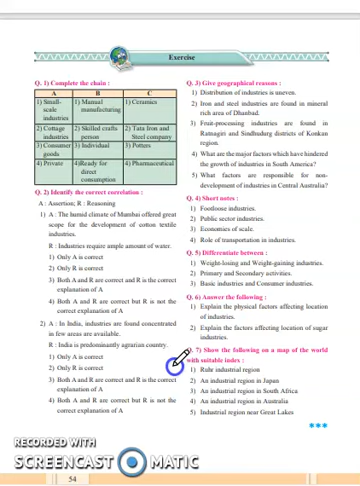 Exercise
Q. 1) Complete the chain :
A B C
1) Small-scale industries 1) Manual manufacturing 1) Ceramics
2) Cottage industries 2) Skilled crafts person 2) Tata Iron and Steel company
3) Consumer goods 3) Individual 3) Potters
4) Private 4)Ready for direct consumption 4) Pharmaceutical
Q. 2) Identify the correct correlation :
A : Assertion; R : Reasoning
1) A : The humid climate of Mumbai offered great
scope for the development of cotton textile
industries.
R : Industries require ample amount of water.
1) Only A is correct
2) Only R is correct
3) Both A and R are correct and R is the correct
explanation of A
4) Both A and R are correct but R is not the
correct explanation of A
2) A : In India, industries are found concentrated
in few areas are available.
R : India is predominantly agrarian country.
1) Only A is correct
2) Only R is correct
3) Both A and R are correct and R is the correct
explanation of A
4) Both A and R are correct but R is not the
correct explanation of A
Q. 3) Give geographical reasons :
1) Distribution of industries is uneven.
2) Iron and steel industries are found in mineral
rich area of Dhanbad.
3) Fruit-processing industries are found in
Ratnagiri and Sindhudurg districts of Konkan
region.
4) What are the major factors which have hindered
the growth of industries in South America?
5) What factors are responsible for non-
development of industries in Central Australia?
Q. 4) Short notes :
1) Footloose industries.
2) Public sector industries.
3) Economies of scale.
4) Role of transportation in industries.
Q. 5) Differentiate between :
1) Weight-losing and Weight-gaining industries.
2) Primary and Secondary activities.
3) Basic industries and Consumer industries.
Q. 6) Answer the following :
1) Explain the physical factors affecting location
of industries.
2) Explain the factors affecting location of sugar
industries.
Q. 7) Show the following on a map of the world
with suitable index :
1) Ruhr industrial region
2) An industrial region in Japan
3) An industrial region in South Africa
4) An industrial region in Australia
5) Industrial region near Great Lakes
***
RECORDED WITH
SCREENCAST MATIC
54